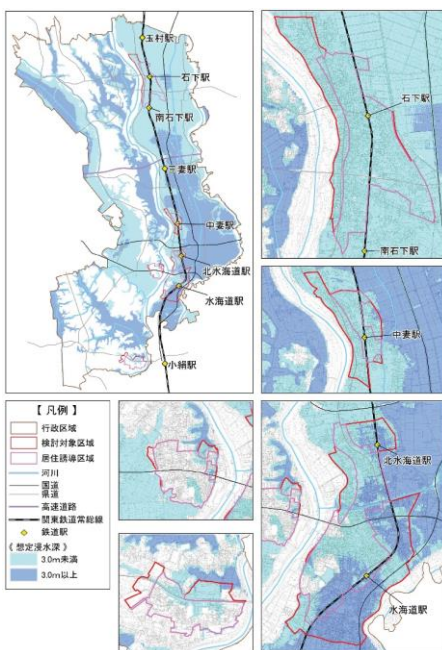 玉村駅
石下駅
南石下駅
三妻駅
中妻駅
北水海道駅
水海道駅
小絹駅
石下駅
南石下駅
中妻駅
北水海道駅
水海道駅
【 凡例 】
行政区域
検討対象区域
居住誘導区域
河川
国道
県道
高速道路
関東鉄道常総線
鉄道駅
《 想定浸水深 》
3.0m未満
3.0m以上